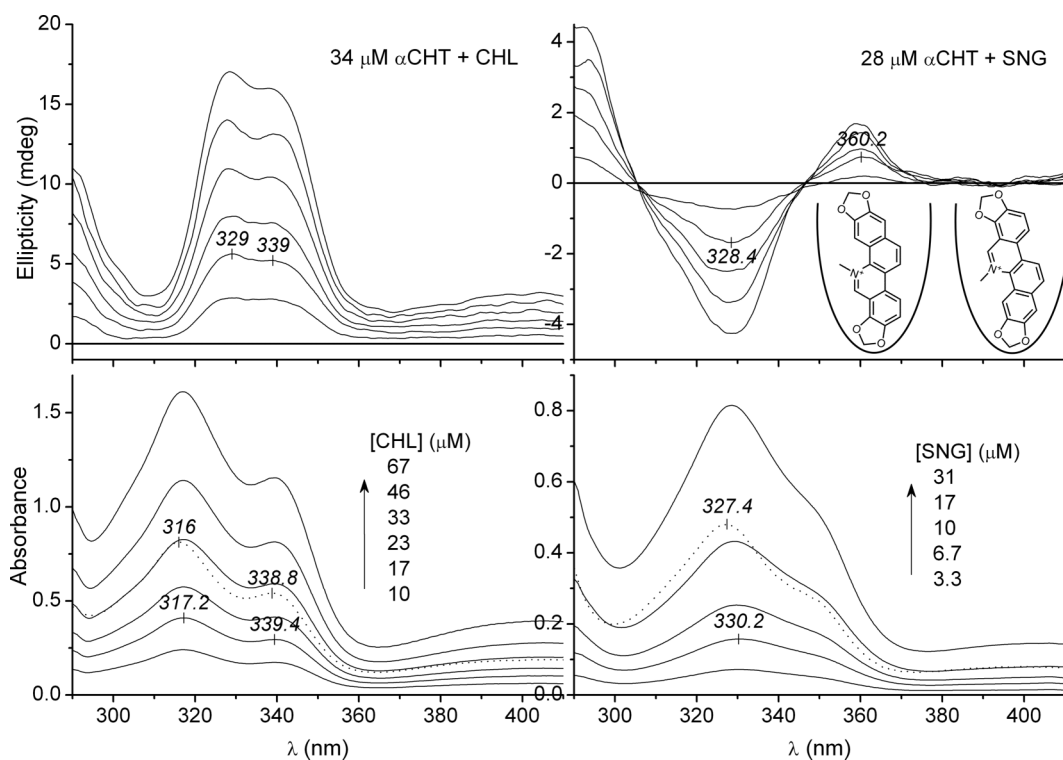 34 μM αCHT + CHL
20
15
10
5
0
Ellipticity (mdeg)
329
339
28 μM αCHT + SNG
4
2
0
-2
-4
360.2
328.4
O
O
N+
O
O
O
O
N+
O
O
Absorbance
1.5
1.0
0.5
0.0
316
338.8
317.2
339.4
[CHL] (μM)
67
46
33
23
17
10
300 320 340 360 380 400
λ (nm)
0.8
0.6
0.4
0.2
0.0
327.4
330.2
[SNG] (μM)
31
17
10
6.7
3.3
300 320 340 360 380 400
λ (nm)